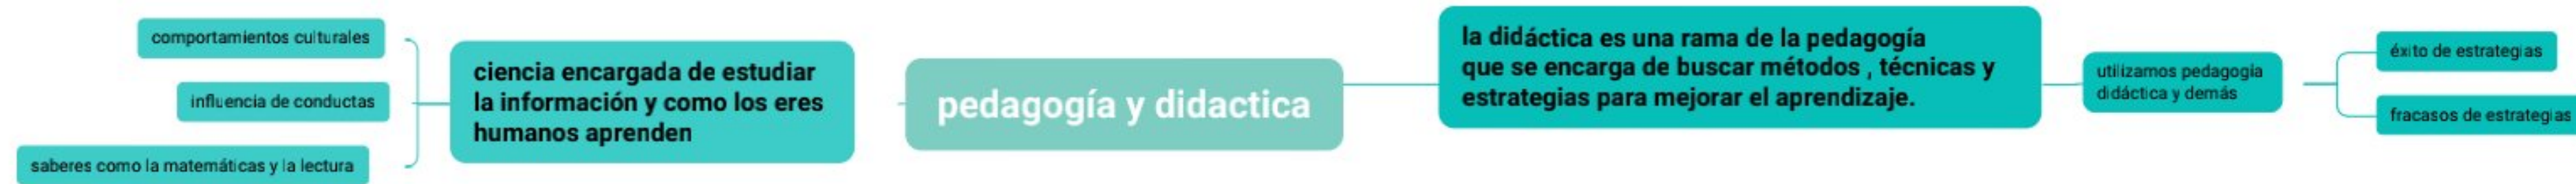 comportamientos culturales
influencia de conductas
saberes como la matemáticas y la lectura
ciencia encargada de estudiar
la información y como los eres
humanos aprenden
pedagogía y didactica
la didáctica es una rama de la pedagogía
que se encarga de buscar métodos , técnicas y
estrategias para mejorar el aprendizaje.
utilizamos pedagogía
didáctica y demás
éxito de estrategias
fracasos de estrategias